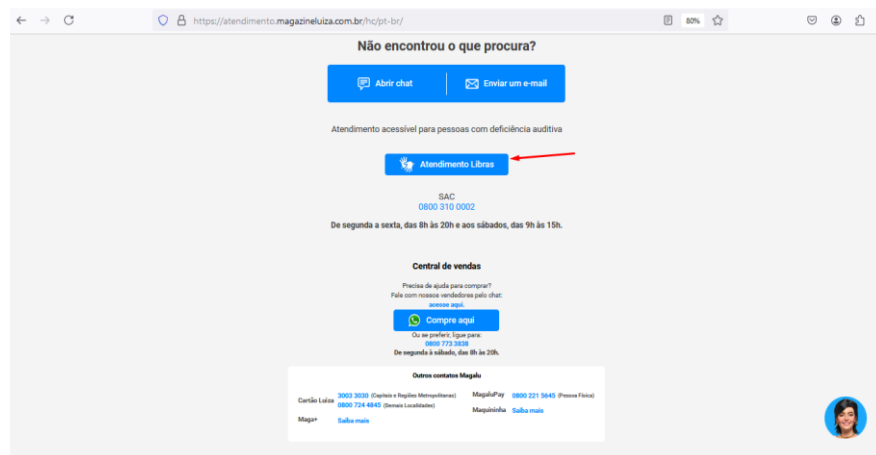 https://atendimento.magazineluiza.com.br/hc/pt-br/
80%
Não encontrou o que procura?
Abrir chat
Enviar um e-mail
Atendimento acessível para pessoas com deficiência auditiva
Atendimento Libras
SAC
0800 310 0002
De segunda a sexta, das 8h às 20h e aos sábados, das 9h às 15h.
Central de vendas
Precisa de ajuda para comprar?
Fale com nossos vendedores pelo chat:
acesse aqui.
Compre aqui
Ou se preferir, ligue para:
0800 773 3838
De segunda à sábado, das 8h às 20h.
Outros contatos Magalu
Cartão Luiza
3003 3030 (Capitais e Regiões Metropolitanas)
0800 724 4845 (Demais Localidades)
Maga+
Saiba mais
MagaluPay 0800 221 5645 (Pessoa Física)
Maquininha Saiba mais